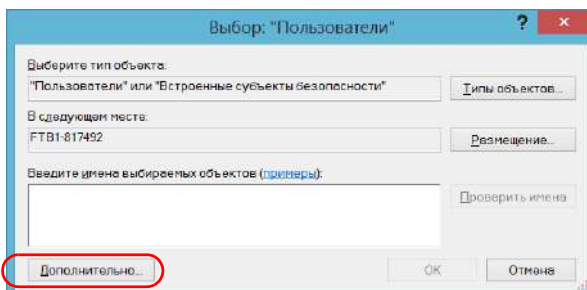 Выбор: "Пользователи"
? ×
Выберите тип объекта:
"Пользователи" или "Встроенные субъекты безопасности"
Типы объектов...
В следующем месте:
FTB1-817492
Размещение...
Введите имена выбираемых объектов (примеры):
Проверить имена
Дополнительно...
ОК
Отмена